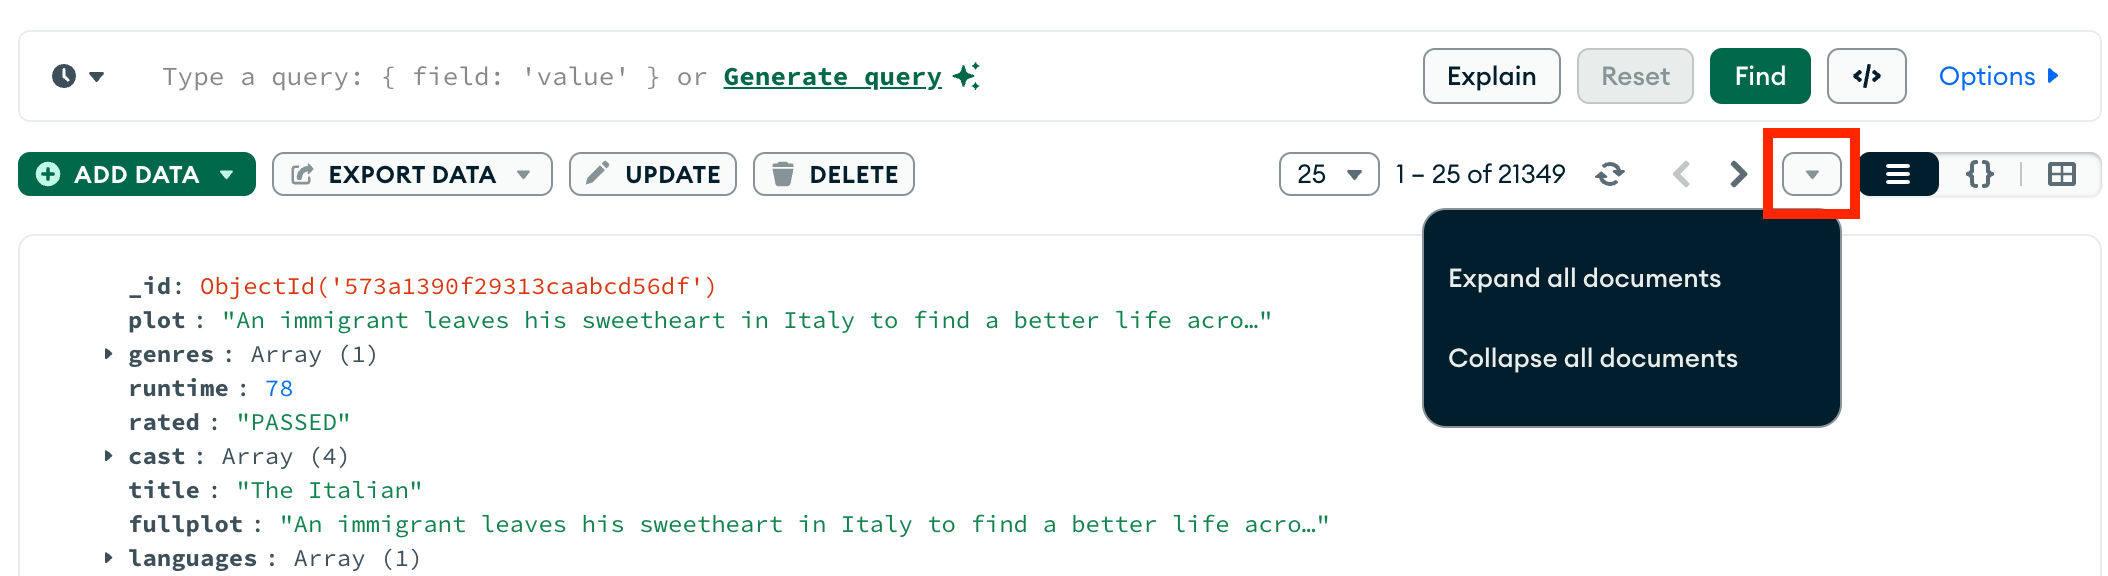 Type a query: { field: 'value' } or Generate query Explain Reset Find </> Options
ADD DATA EXPORT DATA UPDATE DELETE 25 1 – 25 of 21349 {}
Expand all documents
Collapse all documents
_id: ObjectId('573a1390f29313caabcd56df')
plot : "An immigrant leaves his sweetheart in Italy to find a better life acro…"
genres : Array (1)
runtime : 78
rated : "PASSED"
cast : Array (4)
title : "The Italian"
fullplot : "An immigrant leaves his sweetheart in Italy to find a better life acro…"
languages : Array (1)